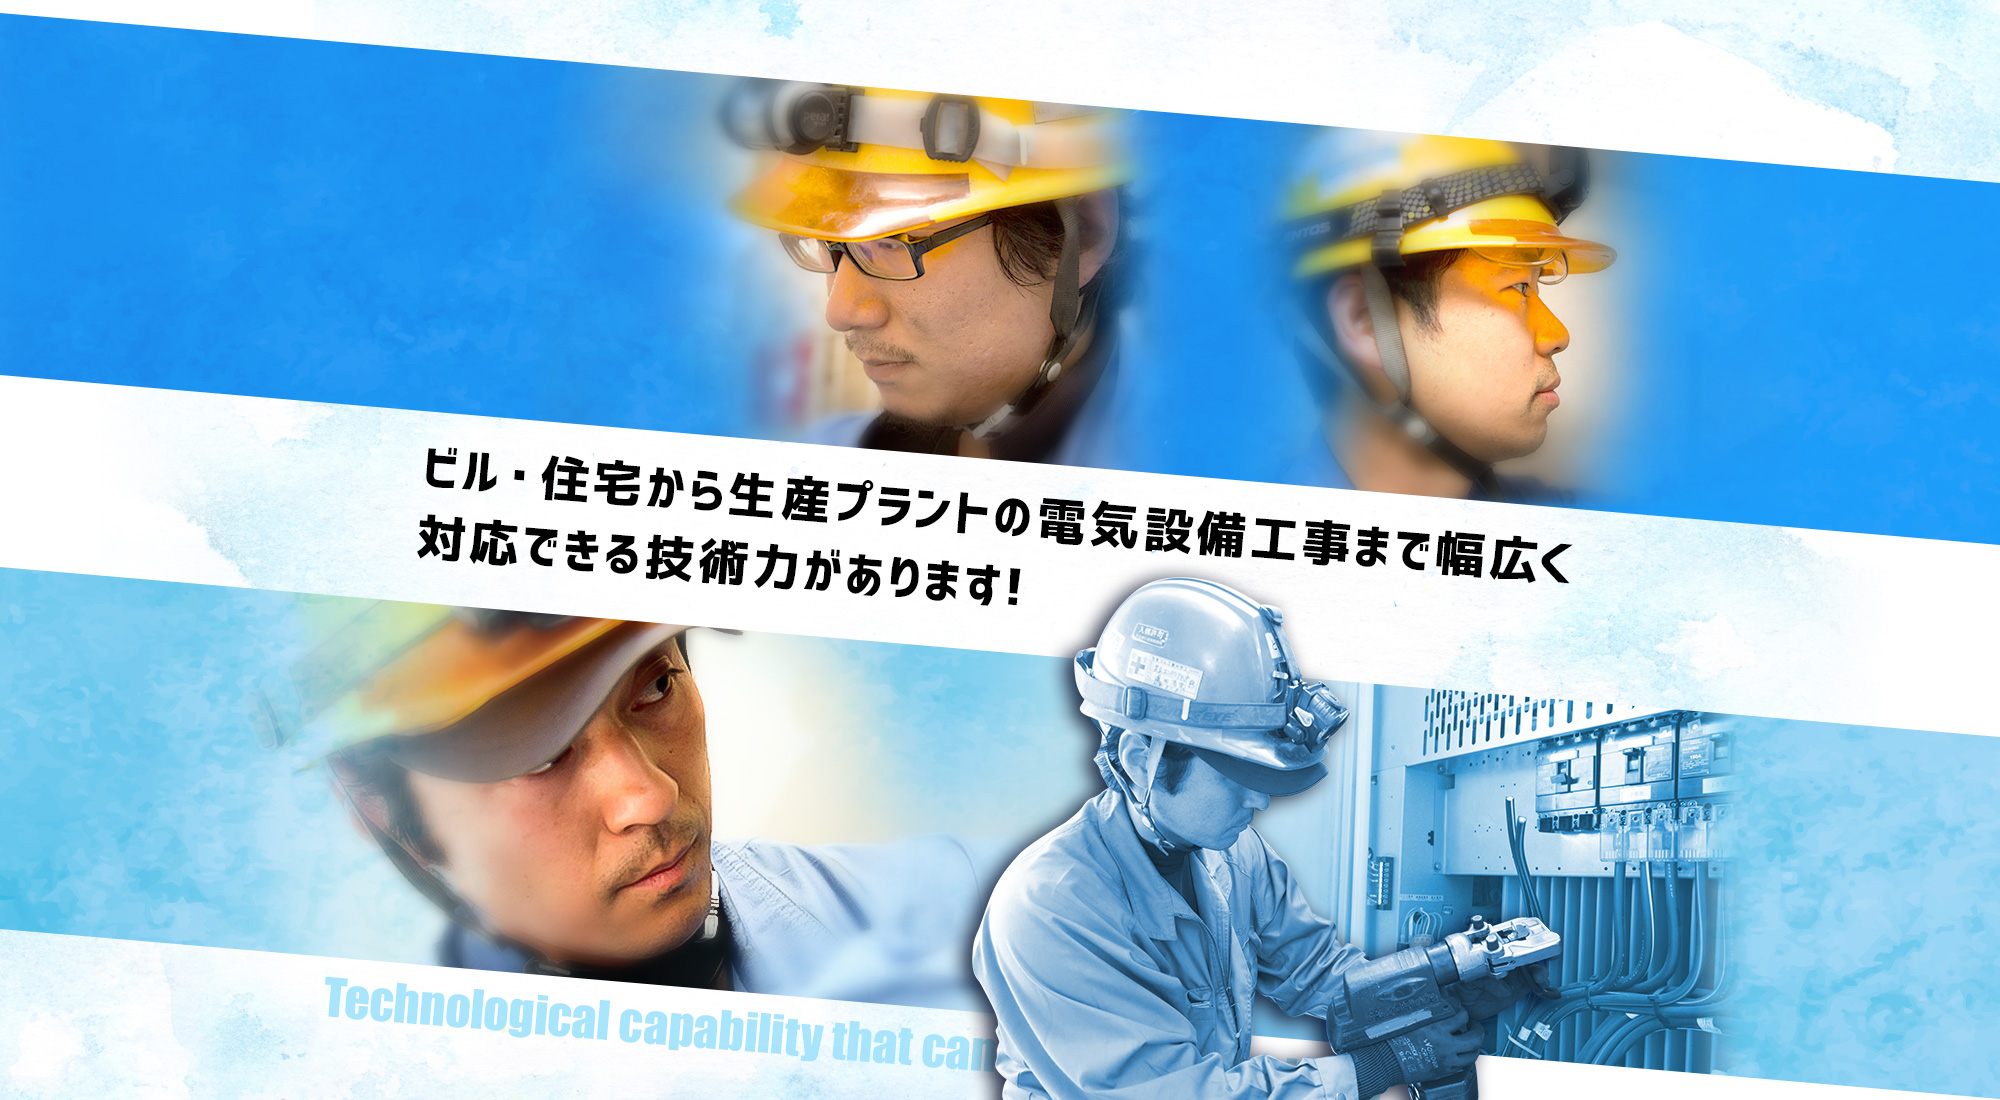 petzl
ビル・住宅から生産プラントの電気設備工事まで幅広く
対応できる技術力があります!
Technological capability that can